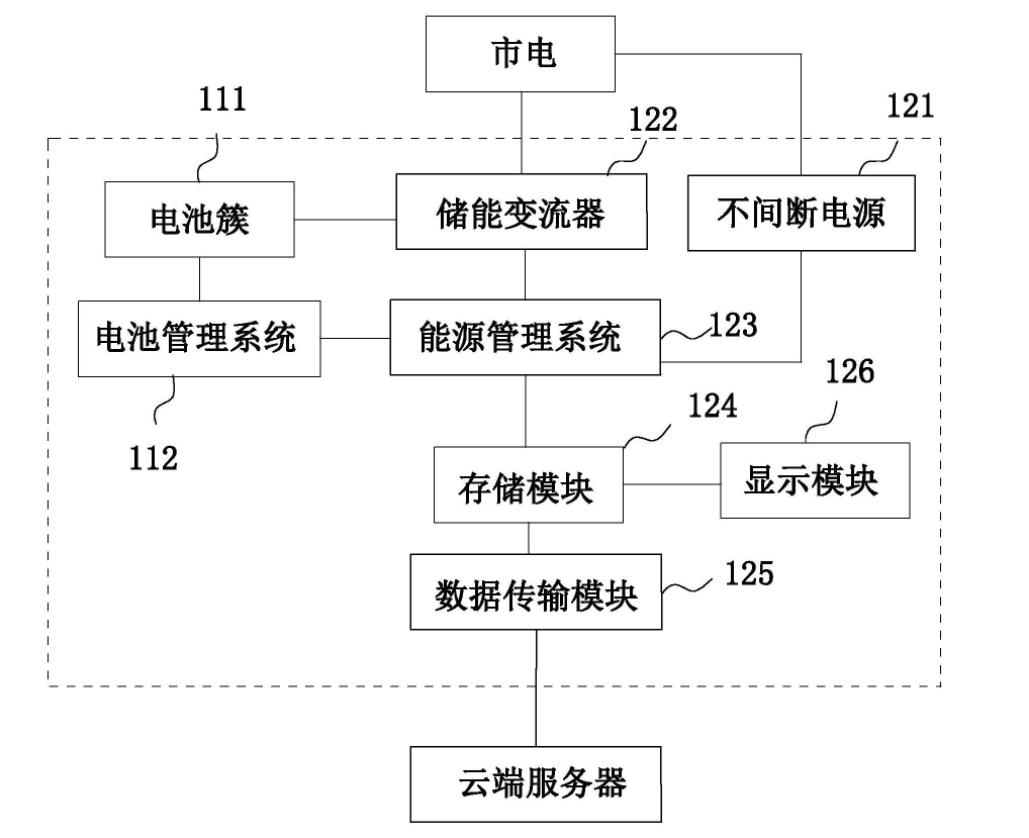 市电
111
122
121
电池簇
储能变流器
不间断电源
电池管理系统
能源管理系统
123
112
124
126
存储模块
显示模块
数据传输模块
125
云端服务器